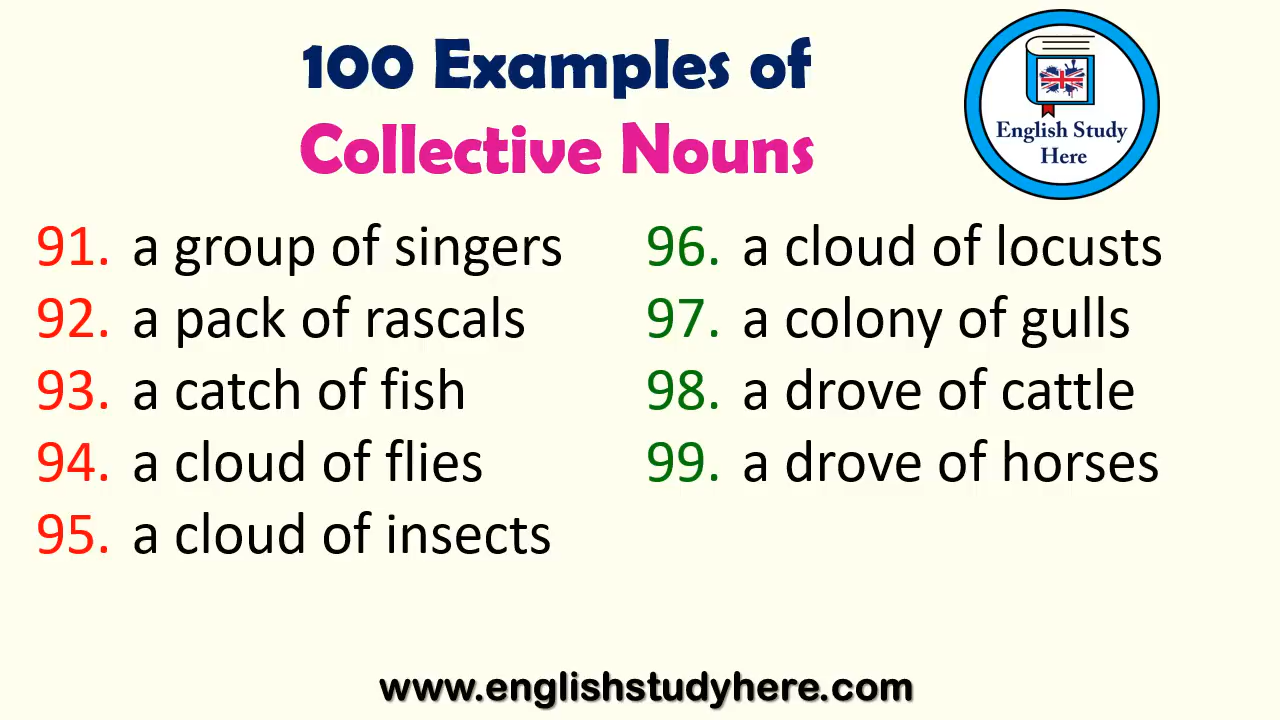 100 Examples of
Collective Nouns
English Study
Here
91. a group of singers
92. a pack of rascals
93. a catch of fish
94. a cloud of flies
95. a cloud of insects
96. a cloud of locusts
97. a colony of gulls
98. a drove of cattle
99. a drove of horses
www.englishstudyhere.com